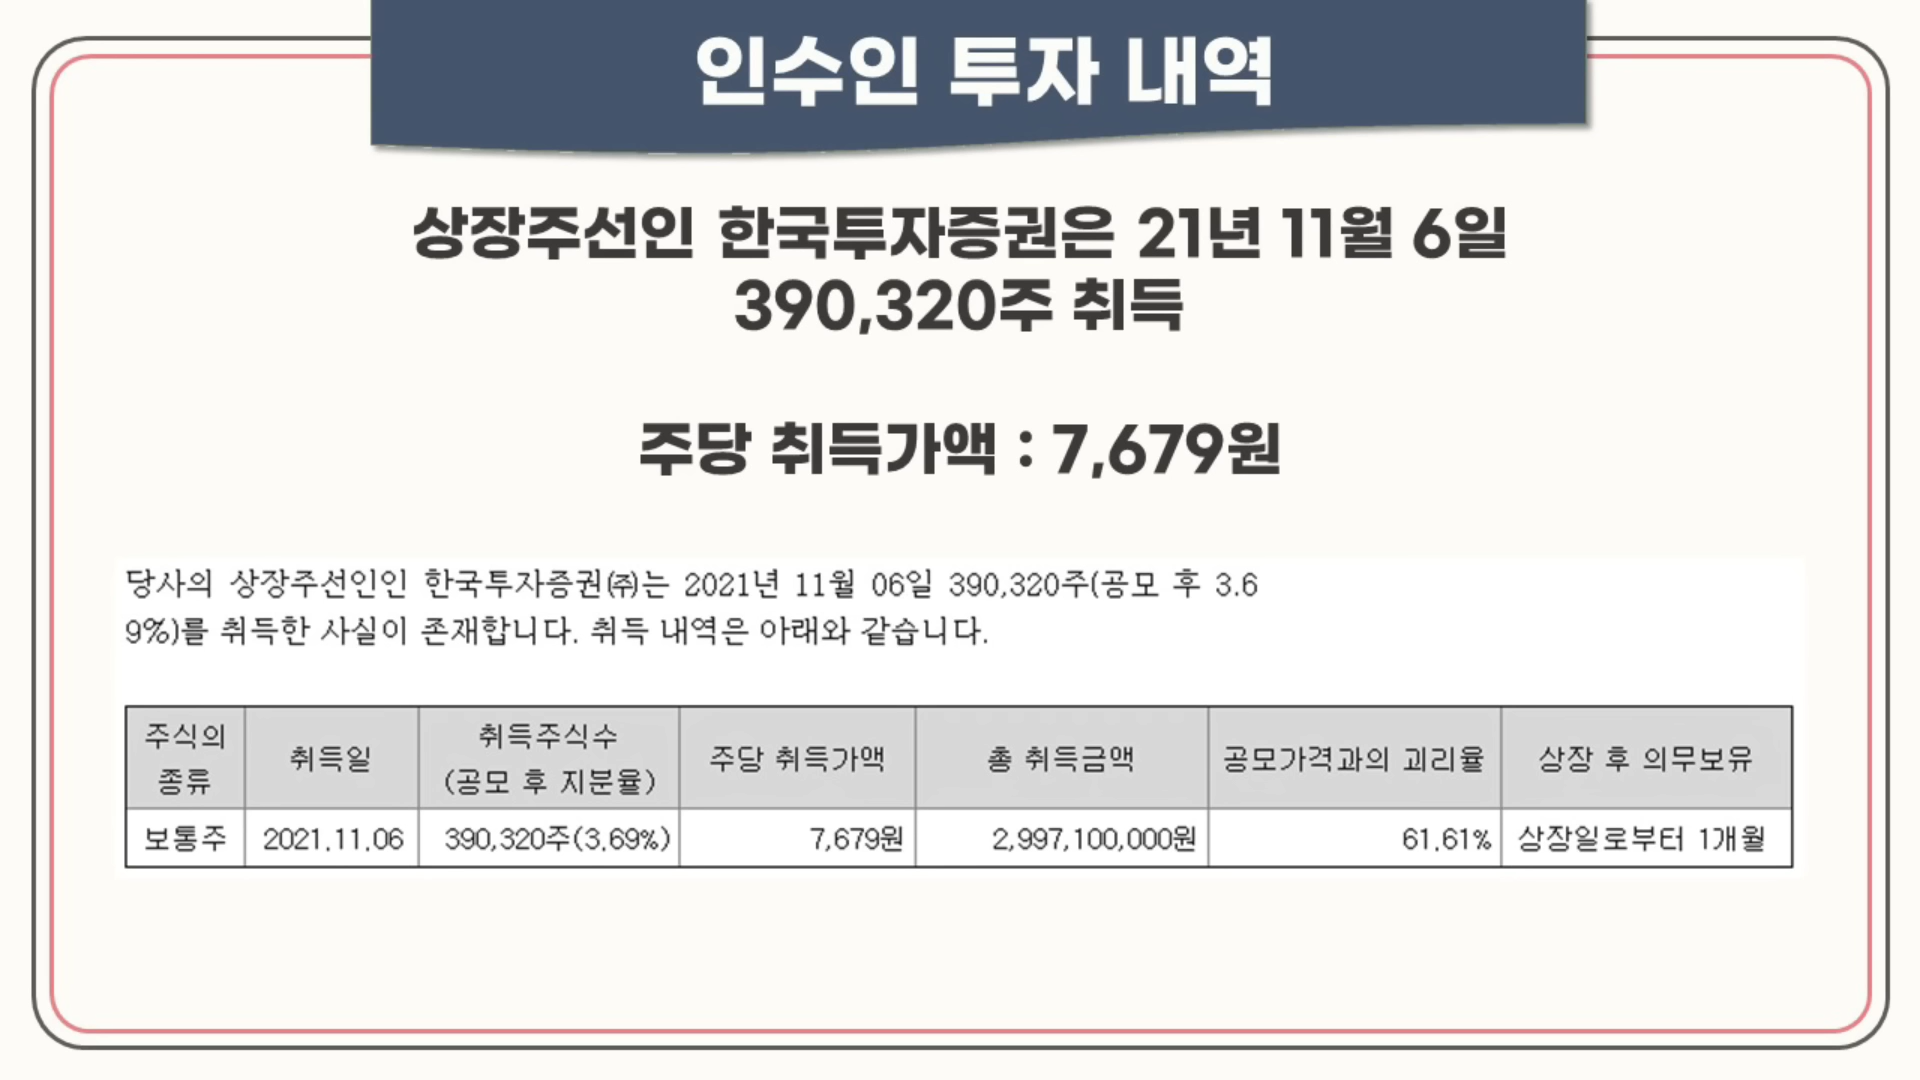 인수인 투자 내역
상장주선인 한국투자증권은 21년 11월 6일
390,320주 취득
주당 취득가액 : 7,679원
당사의 상장주선인인 한국투자증권㈜는 2021년 11월 06일 390,320주(공모 후 3.6
9%)를 취득한 사실이 존재합니다. 취득 내역은 아래와 같습니다.
주식의
종류
취득일
취득주식수
(공모 후 지분율)
주당 취득가액
총 취득금액
공모가격과의 괴리율
상장 후 의무보유
보통주
2021.11.06
390,320주(3.69%)
7,679원
2,997,100,000원
61.61%
상장일로부터 1개월